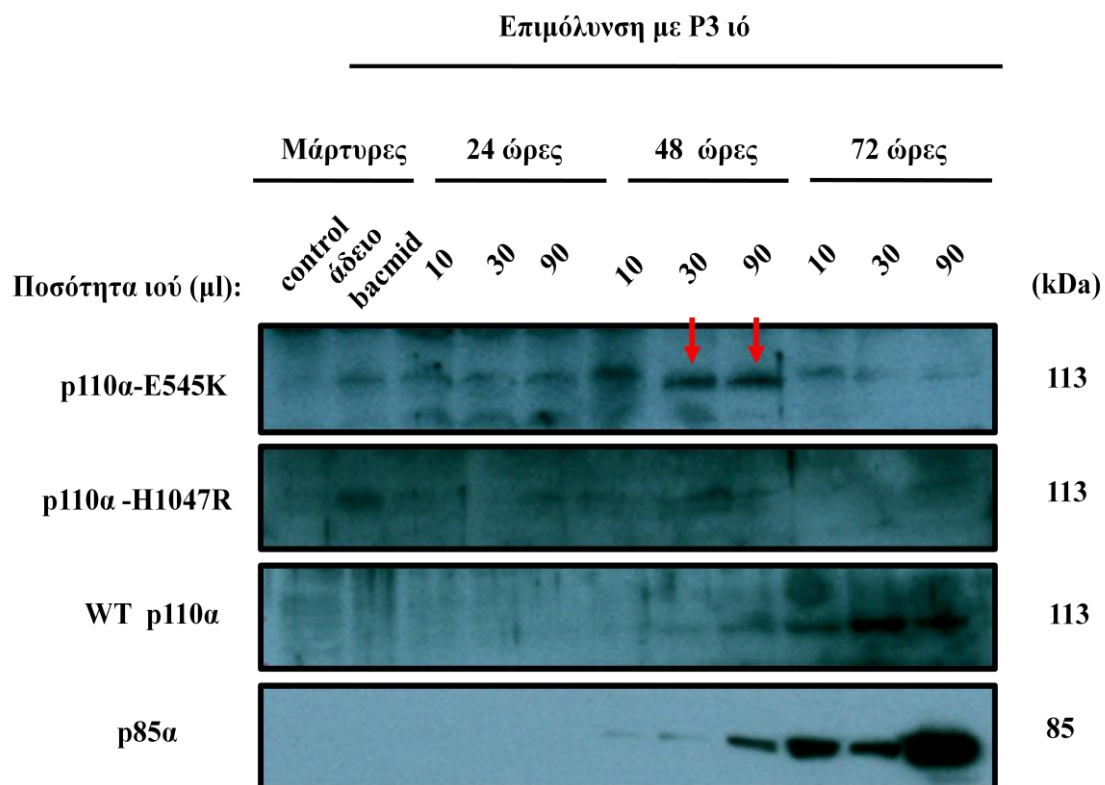 Επιμόλυνση με P3 ιό
Μάρτυρες 24 ώρες 48 ώρες 72 ώρες
Ποσότητα ιού (μl): control άδειο bacmid 10 30 90 10 30 90 10 30 90 (kDa)
p110α-E545K 113
p110α -H1047R 113
WT p110α 113
p85α 85